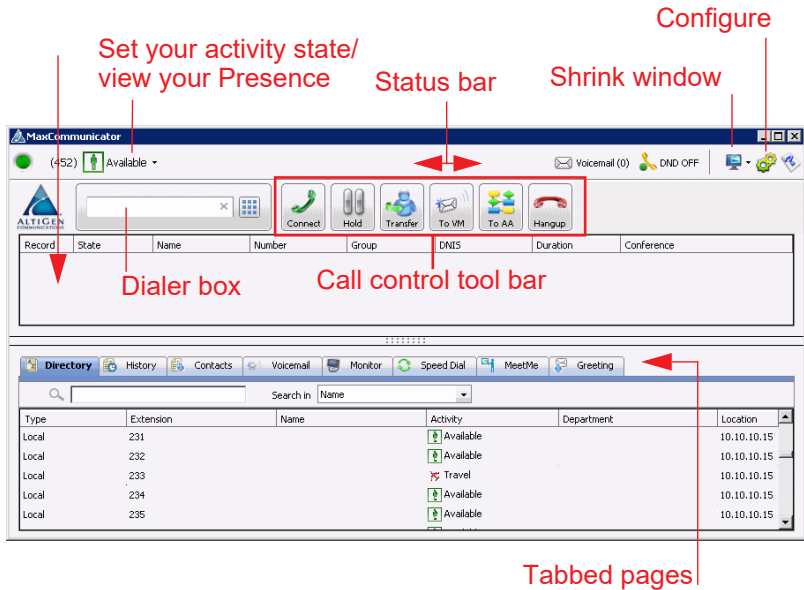 Configure
Set your activity state/
view your Presence
Status bar
Shrink window
MaxCommunicator
(452) Available Voicemail (0) DND OFF
ALTIGEN
COMMUNICATIONS
Connect Hold Transfer To VM To AA Hangup
Record State Name Number Group DNIS Duration Conference
Dialer box
Call control tool bar
Directory History Contacts Voicemail Monitor Speed Dial MeetMe Greeting
Search in Name
Type Extension Name Activity Department Location
Local 231 Available 10.10.10.15
Local 232 Available 10.10.10.15
Local 233 Travel 10.10.10.15
Local 234 Available 10.10.10.15
Local 235 Available 10.10.10.15
Tabbed pages